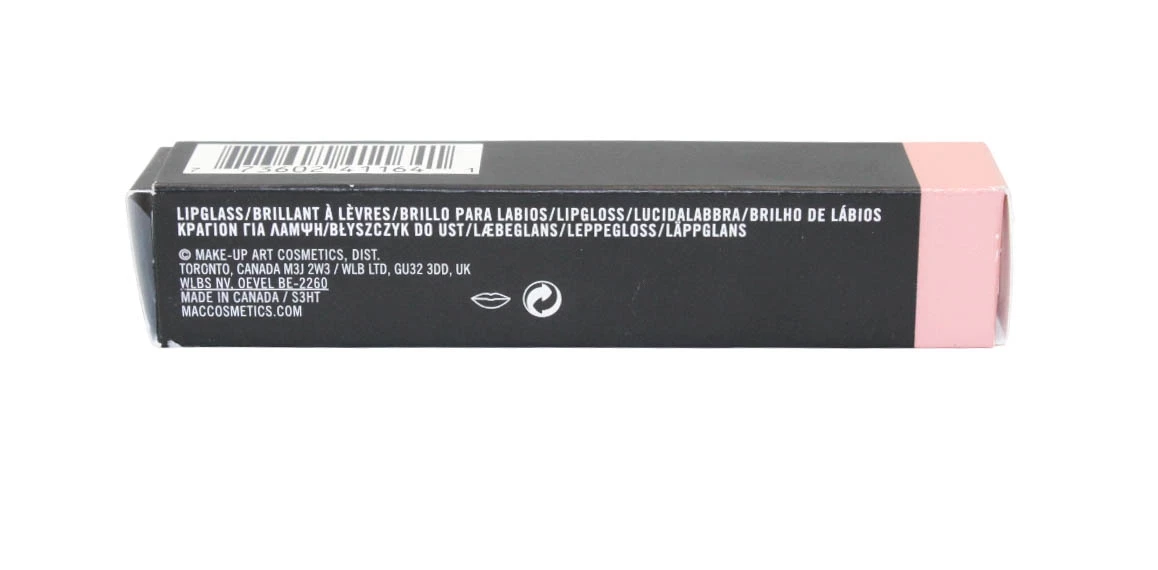 7 73602 41164 1
LIPGLASS/BRILLANT À LÈVRES/BRILLO PARA LABIOS/LIPGLOSS/LUCIDALABBRA/BRILHO DE LÁBIOS
ΚΡΑΓΙΟΝ ΓΙΑ ΛΑΜΨΗ/BŁYSZCZYK DO UST/LÆBEGLANS/LEPPEGLOSS/LÄPPGLANS
© MAKE-UP ART COSMETICS, DIST.
TORONTO, CANADA M3J 2W3 / WLB LTD, GU32 3DD, UK
WLBS NV, OEVEL BE-2260
MADE IN CANADA / S3HT
MACCOSMETICS.COM